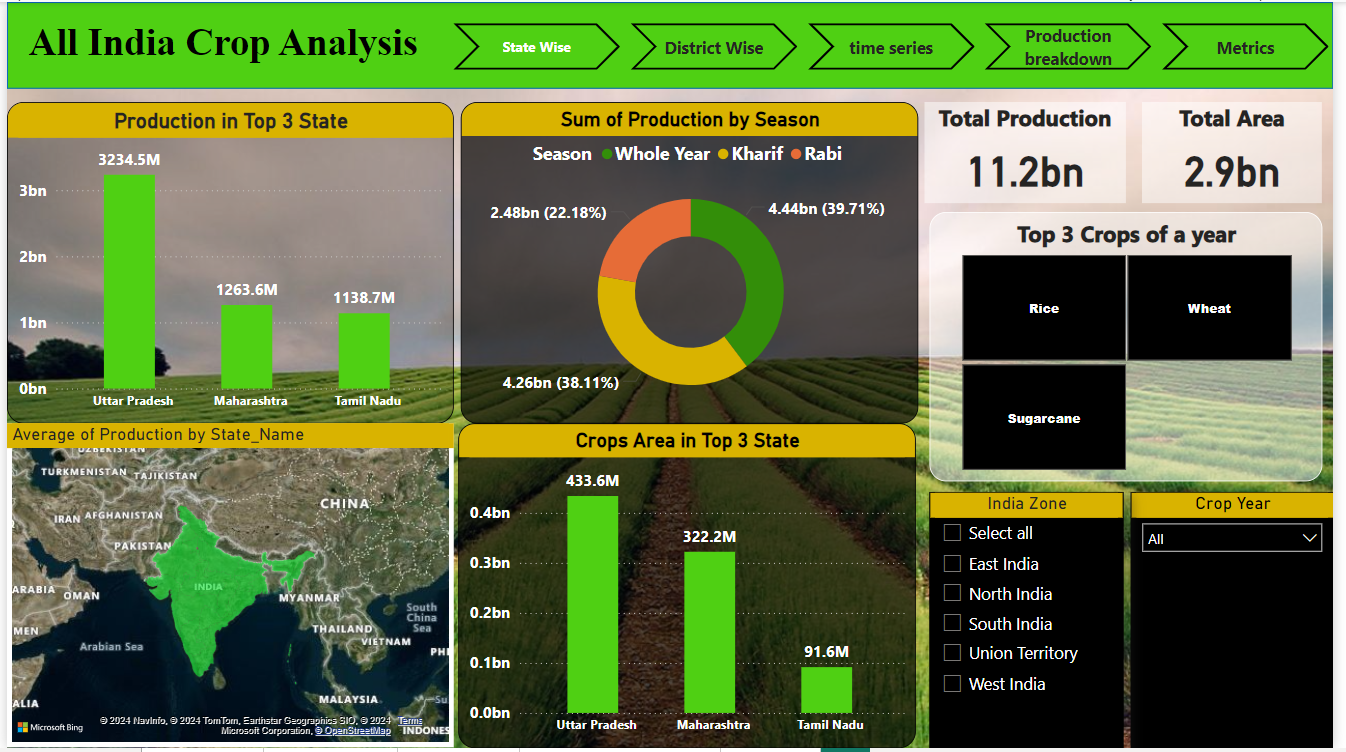 All India Crop Analysis
State Wise
District Wise
time series
Production
breakdown
Metrics
Production in Top 3 State
3234.5M
3bn
2bn
1263.6M
1138.7M
1bn
0bn
Uttar Pradesh
Maharashtra
Tamil Nadu
Sum of Production by Season
Season Whole Year Kharif Rabi
2.48bn (22.18%)
4.44bn (39.71%)
4.26bn (38.11%)
Total Production
11.2bn
Total Area
2.9bn
Top 3 Crops of a year
Rice
Wheat
Sugarcane
Average of Production by State_Name
UZBEKISTAN
TURKMENISTAN
TAJIKISTAN
CHINA
IRAN
AFGHANISTAN
PAKISTAN
INDIA
ARABIA
OMAN
MYANMAR
South
China
Sea
MEN
THAILAND
VIETNAM
PHI
Arabian Sea
ALIA
MALAYSIA
Microsoft Bing
© 2024 NavInfo, © 2024 TomTom, Earthstar Geographics SIO, © 2024 Terms
Microsoft Corporation, © OpenStreetMap
INDONES
Crops Area in Top 3 State
433.6M
0.4bn
322.2M
0.3bn
0.2bn
0.1bn
91.6M
0.0bn
Uttar Pradesh
Maharashtra
Tamil Nadu
India Zone
Select all
East India
North India
South India
Union Territory
West India
Crop Year
All